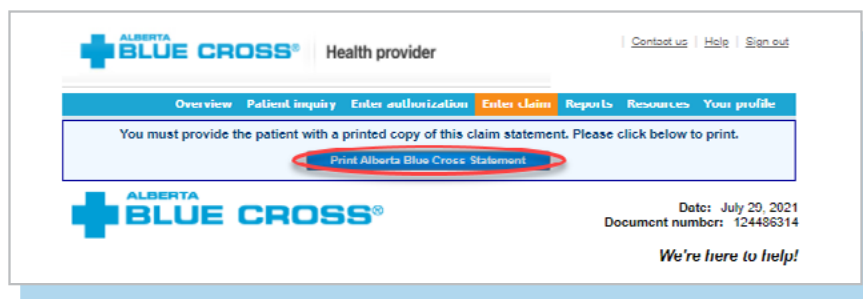 ALBERTA
BLUE CROSS® Health provider
Contact us | Help | Sign out
Overview Patient inquiry Enter authorization Enter claim Reports Resources Your profile
You must provide the patient with a printed copy of this claim statement. Please click below to print.
Print Alberta Blue Cross Statement
ALBERTA
BLUE CROSS®
Date: July 29, 2021
Document number: 124486314
We're here to help!